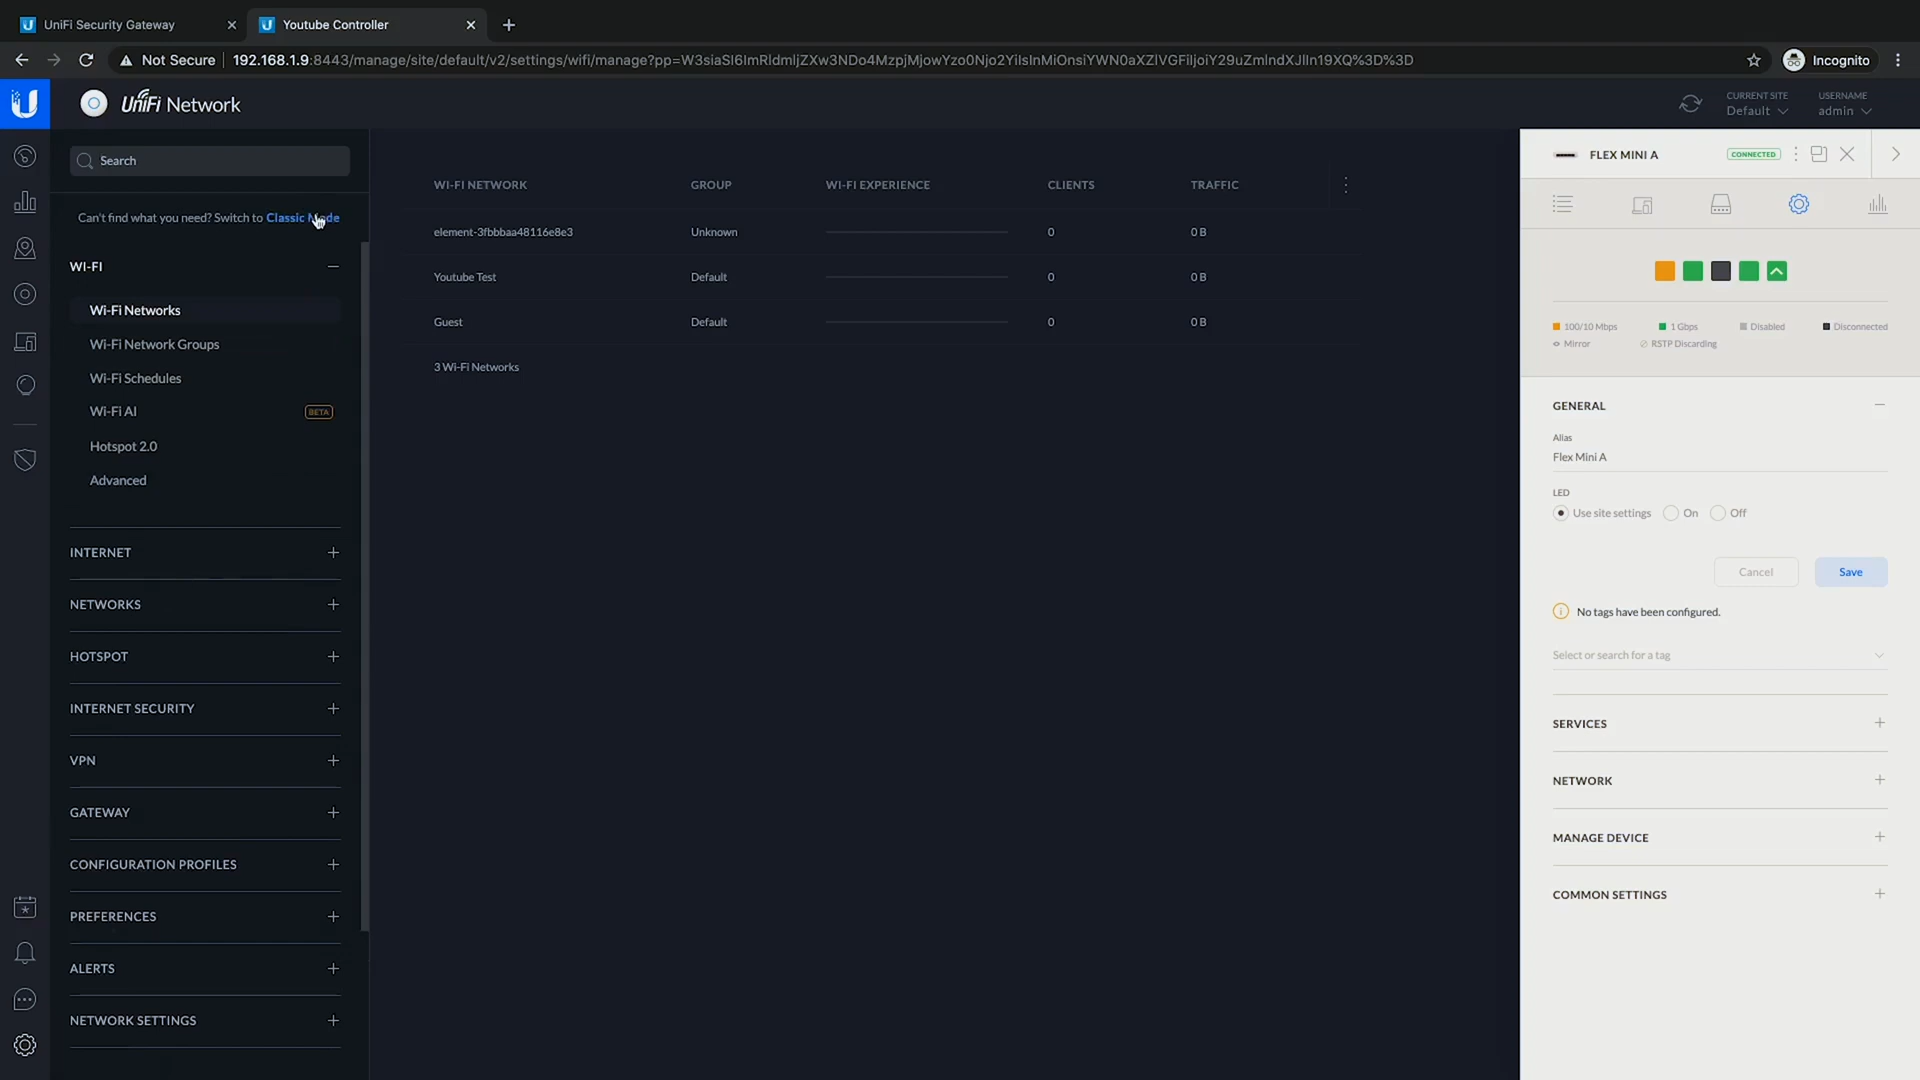 UniFi Security Gateway
Youtube Controller
Not Secure
192.168.1.9:8443/manage/site/default/v2/settings/wifi/manage?pp=
Incognito
UniFi Network
CURRENT SITE
Default
USERNAME
admin
Search
Can't find what you need? Switch to Classic Mode
WI-FI
Wi-Fi Networks
Wi-Fi Network Groups
Wi-Fi Schedules
Wi-Fi AI
BETA
Hotspot 2.0
Advanced
INTERNET
NETWORKS
HOTSPOT
INTERNET SECURITY
VPN
GATEWAY
CONFIGURATION PROFILES
PREFERENCES
ALERTS
NETWORK SETTINGS
WI-FI NETWORK GROUP WI-FI EXPERIENCE CLIENTS TRAFFIC
element-3fbbbaa48116e8e3 Unknown 0 0 B
Youtube Test Default 0 0 B
Guest Default 0 0 B
3 Wi-Fi Networks
FLEX MINI A
CONNECTED
100/10 Mbps 1 Gbps Disabled Disconnected
Mirror RSTP Discarding
GENERAL
Alias
Flex Mini A
LED
Use site settings On Off
Cancel Save
No tags have been configured.
Select or search for a tag
SERVICES
NETWORK
MANAGE DEVICE
COMMON SETTINGS